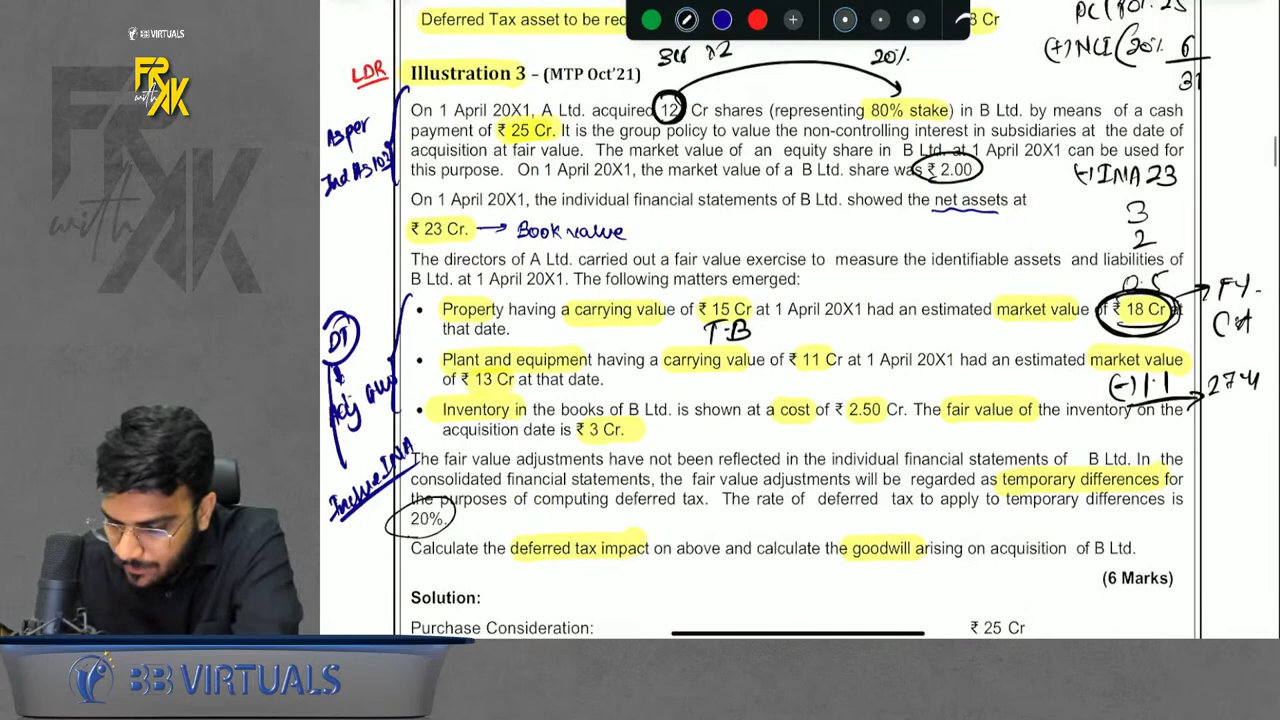 BB VIRTUALS
FR
with
AK
Deferred Tax asset to be rec
3 Cr
PC (80%. 25
(+) NCI (20%. 6
31
3cr x2
20%.
LDR
Illustration 3 – (MTP Oct'21)
On 1 April 20X1, A Ltd. acquired 12 Cr shares (representing 80% stake) in B Ltd. by means of a cash
payment of ₹ 25 Cr. It is the group policy to value the non-controlling interest in subsidiaries at the date of
acquisition at fair value. The market value of an equity share in B Ltd. at 1 April 20X1 can be used for
this purpose. On 1 April 20X1, the market value of a B Ltd. share was ₹ 2.00
As per
Ind AS 103
(-) INA 23
3
2
0.5
On 1 April 20X1, the individual financial statements of B Ltd. showed the net assets at
₹ 23 Cr. → Book value
The directors of A Ltd. carried out a fair value exercise to measure the identifiable assets and liabilities of
B Ltd. at 1 April 20X1. The following matters emerged:
• Property having a carrying value of ₹ 15 Cr at 1 April 20X1 had an estimated market value of ₹ 18 Cr at
that date.
T-B
DT
• Plant and equipment having a carrying value of ₹ 11 Cr at 1 April 20X1 had an estimated market value
of ₹ 13 Cr at that date.
(-) 1.1
27.4
• Inventory in the books of B Ltd. is shown at a cost of ₹ 2.50 Cr. The fair value of the inventory on the
acquisition date is ₹ 3 Cr.
The fair value adjustments have not been reflected in the individual financial statements of B Ltd. In the
consolidated financial statements, the fair value adjustments will be regarded as temporary differences for
the purposes of computing deferred tax. The rate of deferred tax to apply to temporary differences is
20%.
Calculate the deferred tax impact on above and calculate the goodwill arising on acquisition of B Ltd.
(6 Marks)
Solution:
Purchase Consideration:
₹ 25 Cr
BB VIRTUALS